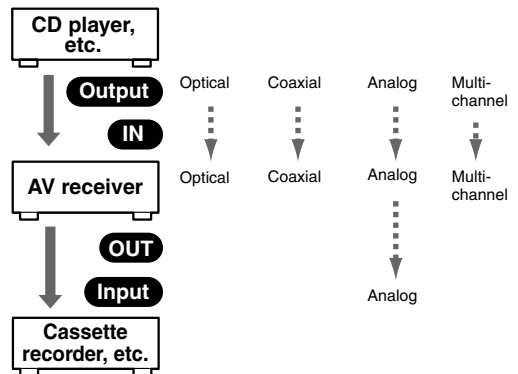 CD player,
etc.
Output
Optical
Coaxial
Analog
Multi-
channel
IN
AV receiver
Optical
Coaxial
Analog
Multi-
channel
OUT
Input
Analog
Cassette
recorder, etc.